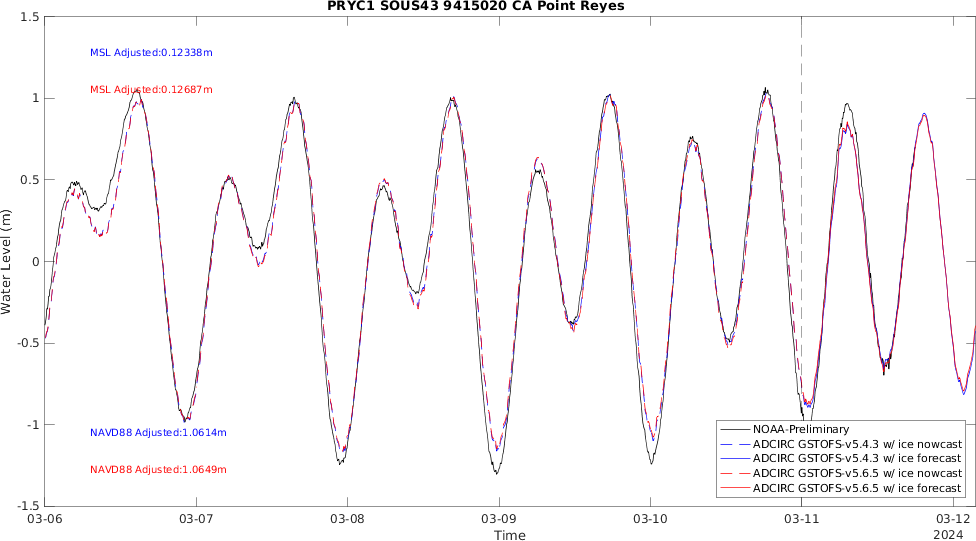 PRYC1 SOUS43 9415020 CA Point Reyes
1.5
MSL Adjusted:0.12338m
MSL Adjusted:0.12687m
1
0.5
0
-0.5
-1
-1.5
Water Level (m)
NAVD88 Adjusted:1.0614m
NAVD88 Adjusted:1.0649m
NOAA-Preliminary
ADCIRC GSTOFS-v5.4.3 w/ ice nowcast
ADCIRC GSTOFS-v5.4.3 w/ ice forecast
ADCIRC GSTOFS-v5.6.5 w/ ice nowcast
ADCIRC GSTOFS-v5.6.5 w/ ice forecast
03-06 03-07 03-08 03-09 03-10 03-11 03-12
2024
Time